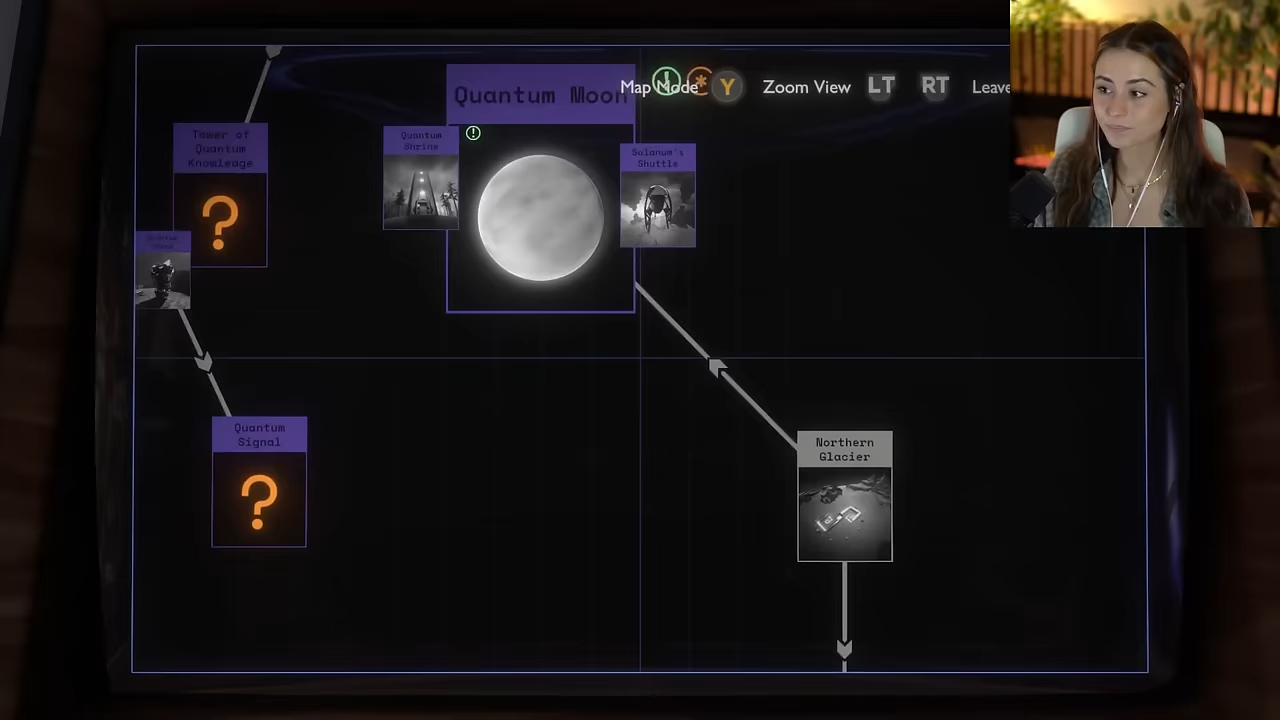 Quantum Moon
Map Mode
Y
Zoom View
LT
RT
Leave
Tower of
Quantum
Knowledge
?
Quantum
Shrine
Solanum's
Shuttle
Quantum
Signal
?
Northern
Glacier